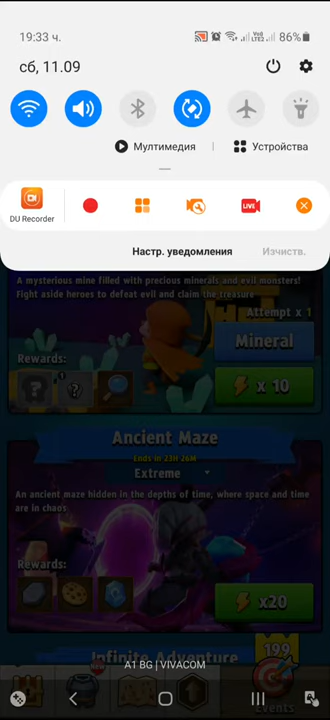 19:33 ч.
86%
сб, 11.09
Мултимедия
Устройства
DU Recorder
LIVE
Настр. уведомления
Изчиств.
A mysterious mine filled with precious minerals and evil monsters!
Fight aside heroes to defeat evil and claim the treasure
Attempt x 1
Mineral
Rewards:
x 10
Ancient Maze
Ends in 23H 26M
Extreme
An ancient maze hidden in the depths of time, where space and time
are in chaos
Rewards:
x20
Infinite Adventure
199
A1 BG | VIVACOM
new
Events